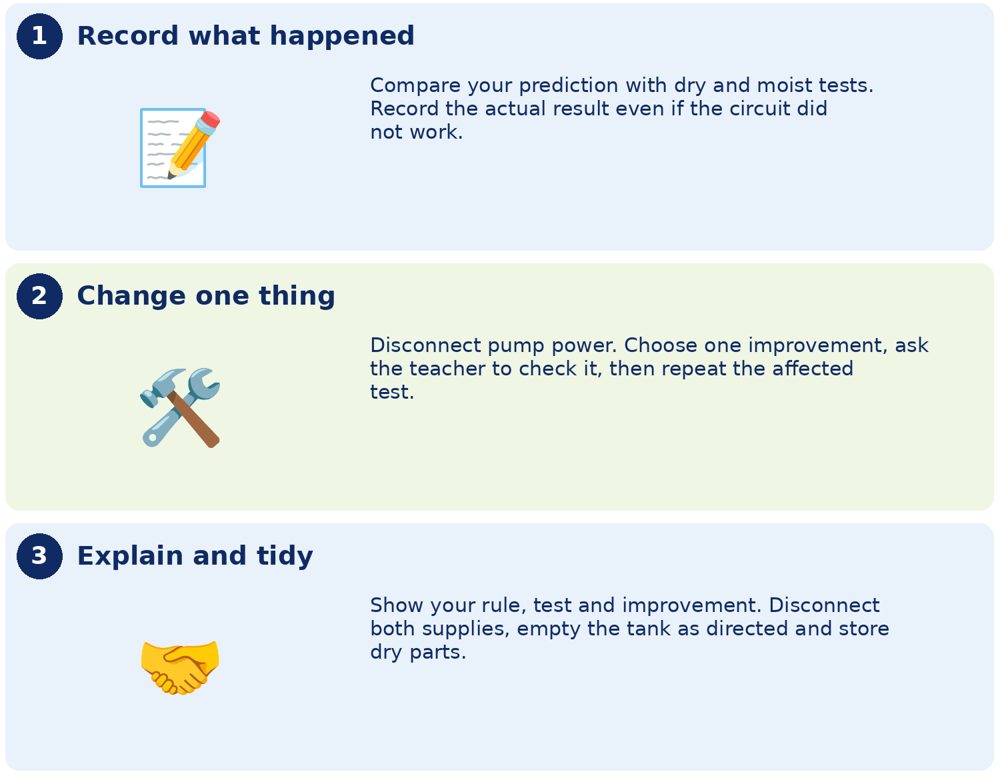 1 Record what happened
Compare your prediction with dry and moist tests.
Record the actual result even if the circuit did
not work.
2 Change one thing
Disconnect pump power. Choose one improvement, ask
the teacher to check it, then repeat the affected
test.
3 Explain and tidy
Show your rule, test and improvement. Disconnect
both supplies, empty the tank as directed and store
dry parts.